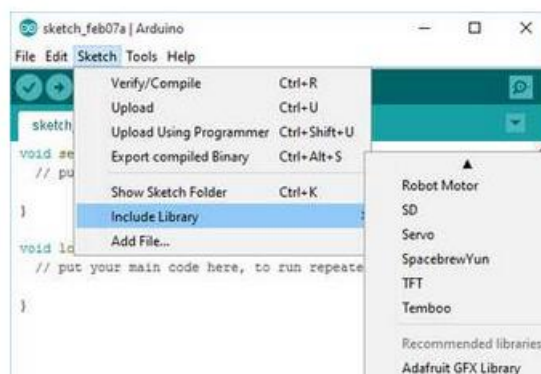 sketch_feb07a | Arduino
File Edit Sketch Tools Help
Verify/Compile Ctrl+R
Upload Ctrl+U
Upload Using Programmer Ctrl+Shift+U
Export compiled Binary Ctrl+Alt+S
Show Sketch Folder Ctrl+K
Include Library
Add File...
sketch
void se
// pu
}
void lo
// put your main code here, to run repeate
}
Robot Motor
SD
Servo
SpacebrewYun
TFT
Temboo
Recommended libraries
Adafruit GFX Library